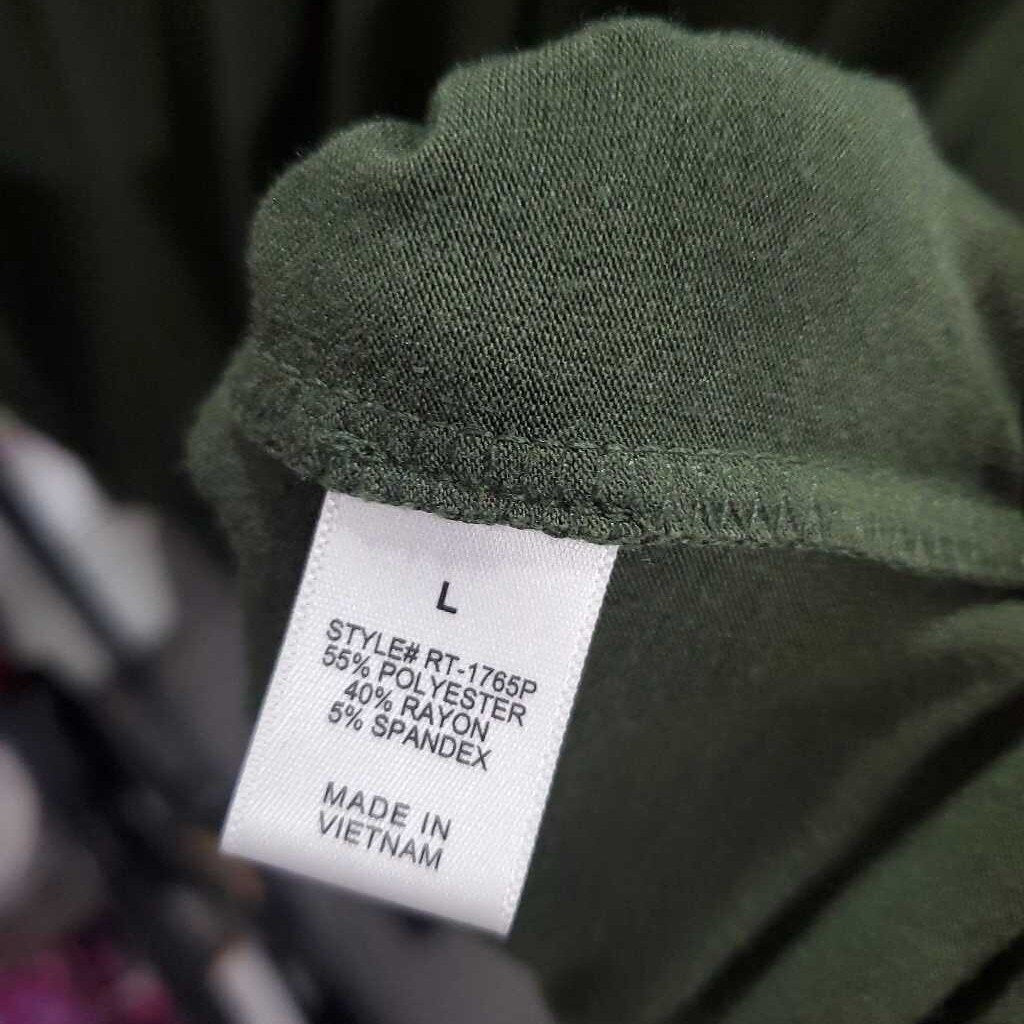 L
STYLE# RT-1765P
55% POLYESTER
40% RAYON
5% SPANDEX
MADE IN
VIETNAM